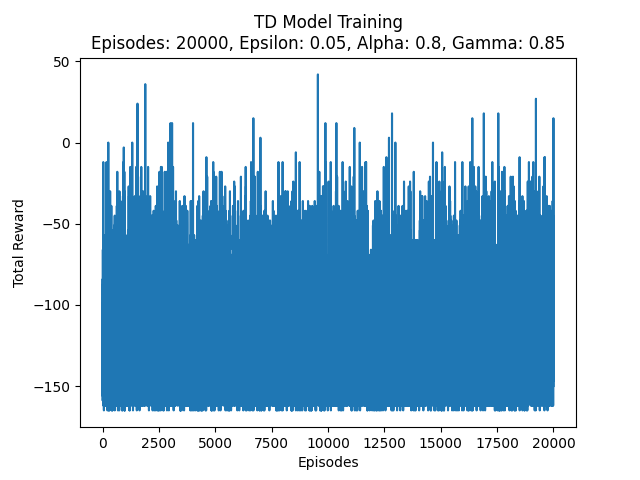 TD Model Training
Episodes: 20000, Epsilon: 0.05, Alpha: 0.8, Gamma: 0.85
50
0
−50
−100
−150
Total Reward
0 2500 5000 7500 10000 12500 15000 17500 20000
Episodes